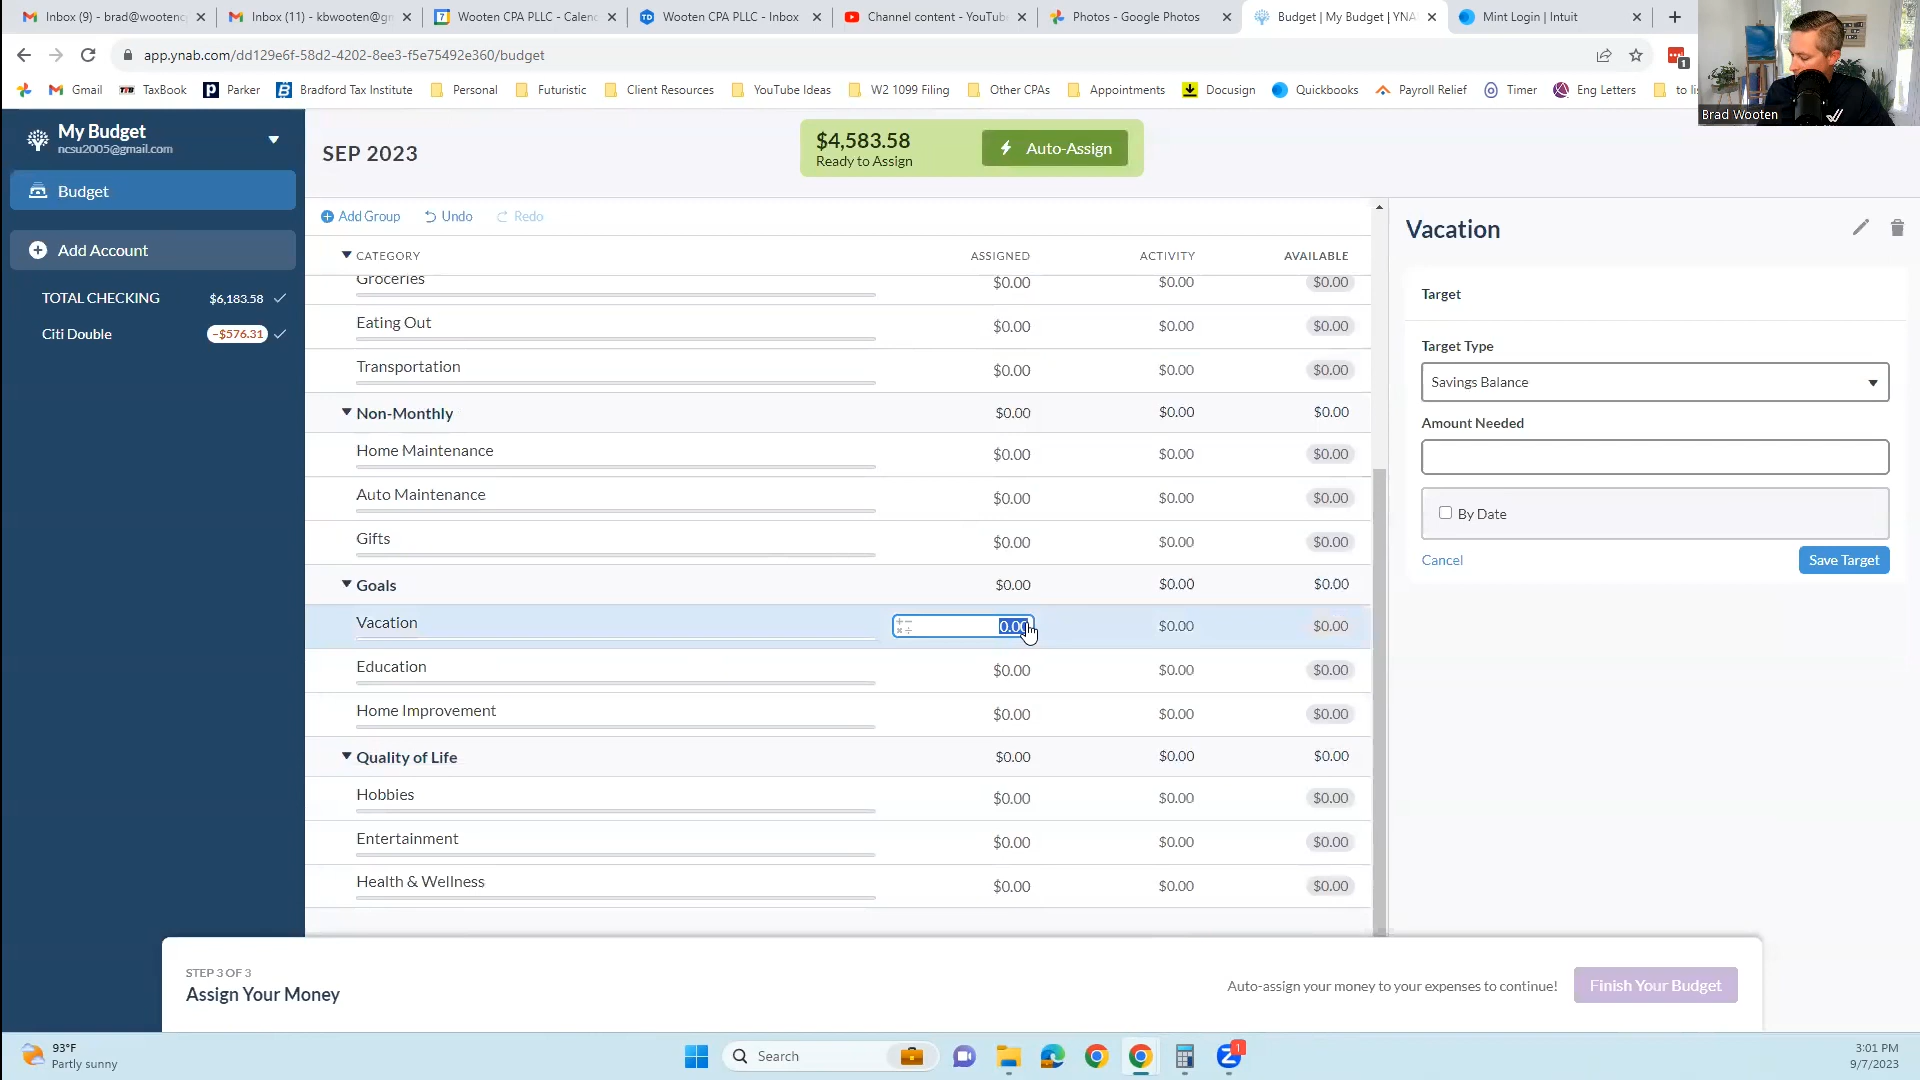 Inbox (9) - brad@wootenc
Inbox (11) - kbwooten@gm
Wooten CPA PLLC - Calend
Wooten CPA PLLC - Inbox
Channel content - YouTub
Photos - Google Photos
Budget | My Budget | YNA
Mint Login | Intuit
app.ynab.com/dd129e6f-58d2-4202-8ee3-f5e75492e360/budget
1
Gmail
TaxBook
Parker
Bradford Tax Institute
Personal
Futuristic
Client Resources
YouTube Ideas
W2 1099 Filing
Other CPAs
Appointments
Docusign
Quickbooks
Payroll Relief
Timer
Eng Letters
to li
Brad Wooten
My Budget
ncsu2005@gmail.com
Budget
Add Account
TOTAL CHECKING $6,183.58
Citi Double -$576.31
SEP 2023
$4,583.58
Ready to Assign
Auto-Assign
Add Group Undo Redo
CATEGORY ASSIGNED ACTIVITY AVAILABLE
Groceries $0.00 $0.00 $0.00
Eating Out $0.00 $0.00 $0.00
Transportation $0.00 $0.00 $0.00
Non-Monthly $0.00 $0.00 $0.00
Home Maintenance $0.00 $0.00 $0.00
Auto Maintenance $0.00 $0.00 $0.00
Gifts $0.00 $0.00 $0.00
Goals $0.00 $0.00 $0.00
Vacation 0.00 $0.00 $0.00
Education $0.00 $0.00 $0.00
Home Improvement $0.00 $0.00 $0.00
Quality of Life $0.00 $0.00 $0.00
Hobbies $0.00 $0.00 $0.00
Entertainment $0.00 $0.00 $0.00
Health & Wellness $0.00 $0.00 $0.00
Vacation
Target
Target Type
Savings Balance
Amount Needed
By Date
Cancel
Save Target
STEP 3 OF 3
Assign Your Money
Auto-assign your money to your expenses to continue!
Finish Your Budget
93°F
Partly sunny
Search
1
3:01 PM
9/7/2023